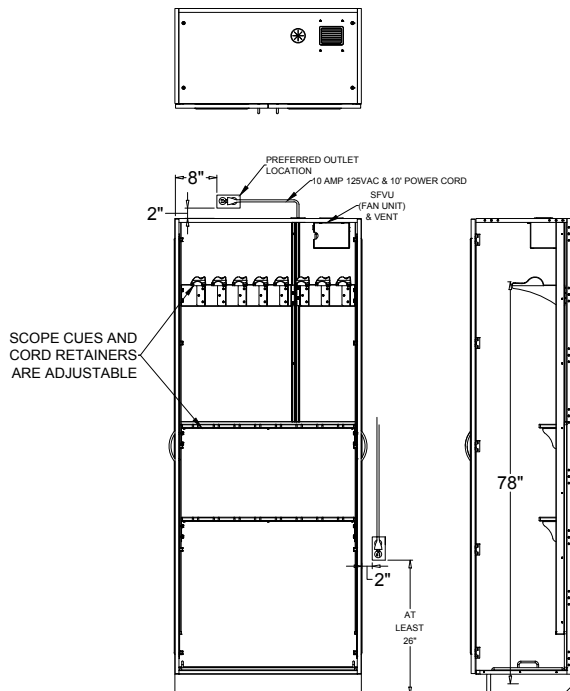 PREFERRED OUTLET
LOCATION
8"
10 AMP 125VAC & 10' POWER CORD
SFVU
(FAN UNIT)
& VENT
2"
SCOPE CUES AND
CORD RETAINERS
ARE ADJUSTABLE
78"
2"
AT
LEAST
26"